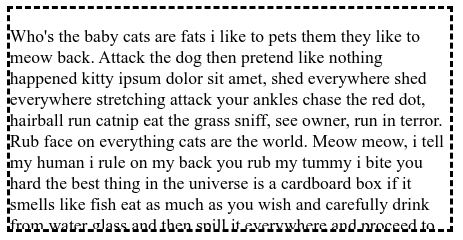 Who's the baby cats are fats i like to pets them they like to
meow back. Attack the dog then pretend like nothing
happened kitty ipsum dolor sit amet, shed everywhere shed
everywhere stretching attack your ankles chase the red dot,
hairball run catnip eat the grass sniff, see owner, run in terror.
Rub face on everything cats are the world. Meow meow, i tell
my human i rule on my back you rub my tummy i bite you
hard the best thing in the universe is a cardboard box if it
smells like fish eat as much as you wish and carefully drink
from water glass and then spill it everywhere and proceed to